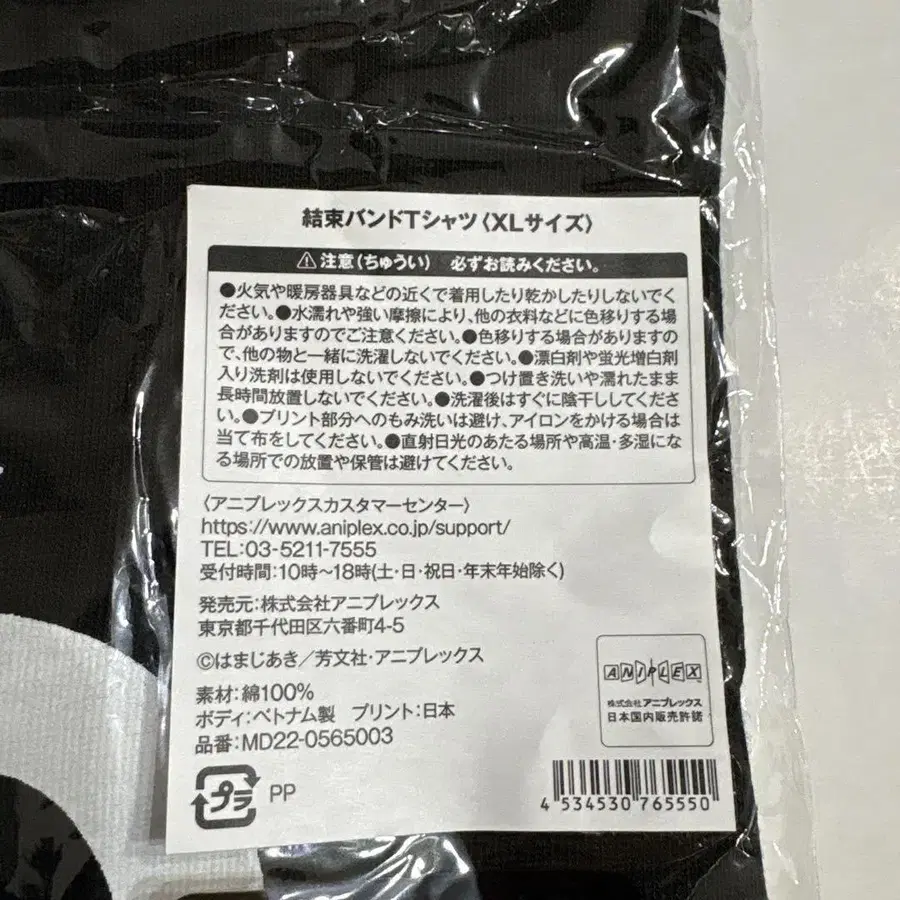 結束バンドTシャツ〈XLサイズ〉
⚠注意(ちゅうい) 必ずお読みください。
●火気や暖房器具などの近くで着用したり乾かしたりしないでく
ださい。●水濡れや強い摩擦により、他の衣料などに色移りする場
合がありますのでご注意ください。●色移りする場合がありますの
で、他の物と一緒に洗濯しないでください。●漂白剤や蛍光増白剤
入り洗剤は使用しないでください。●つけ置き洗いや濡れたまま
長時間放置しないでください。●洗濯後はすぐに陰干ししてくださ
い。●プリント部分へのもみ洗いは避け、アイロンをかける場合は
当て布をしてください。●直射日光のあたる場所や高温・多湿にな
る場所での放置や保管は避けてください。
〈アニプレックスカスタマーセンター〉
https://www.aniplex.co.jp/support/
TEL:03-5211-7555
受付時間:10時〜18時(土・日・祝日・年末年始除く)
発売元:株式会社アニプレックス
東京都千代田区六番町4-5
©はまじあき/芳文社・アニプレックス
素材:綿100%
ボディ:ベトナム製 プリント:日本
品番:MD22-0565003
ANIPLEX
株式会社アニプレックス
日本国内販売許諾
プラ PP
4 534530 765550